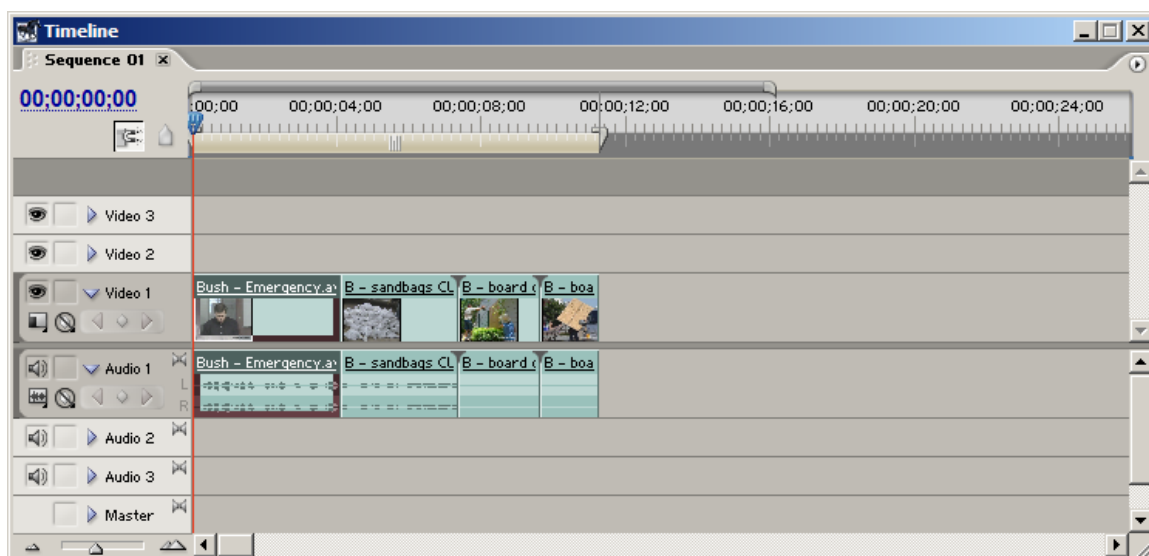 Timeline
Sequence 01
00;00;00;00
;00;00 00;00;04;00 00;00;08;00 00;00;12;00 00;00;16;00 00;00;20;00 00;00;24;00
Video 3
Video 2
Video 1
Bush - Emergency.a B - sandbags CL B - board B - boa
Audio 1
L
R
Bush - Emergency.a B - sandbags CL B - board B - boa
Audio 2
Audio 3
Master